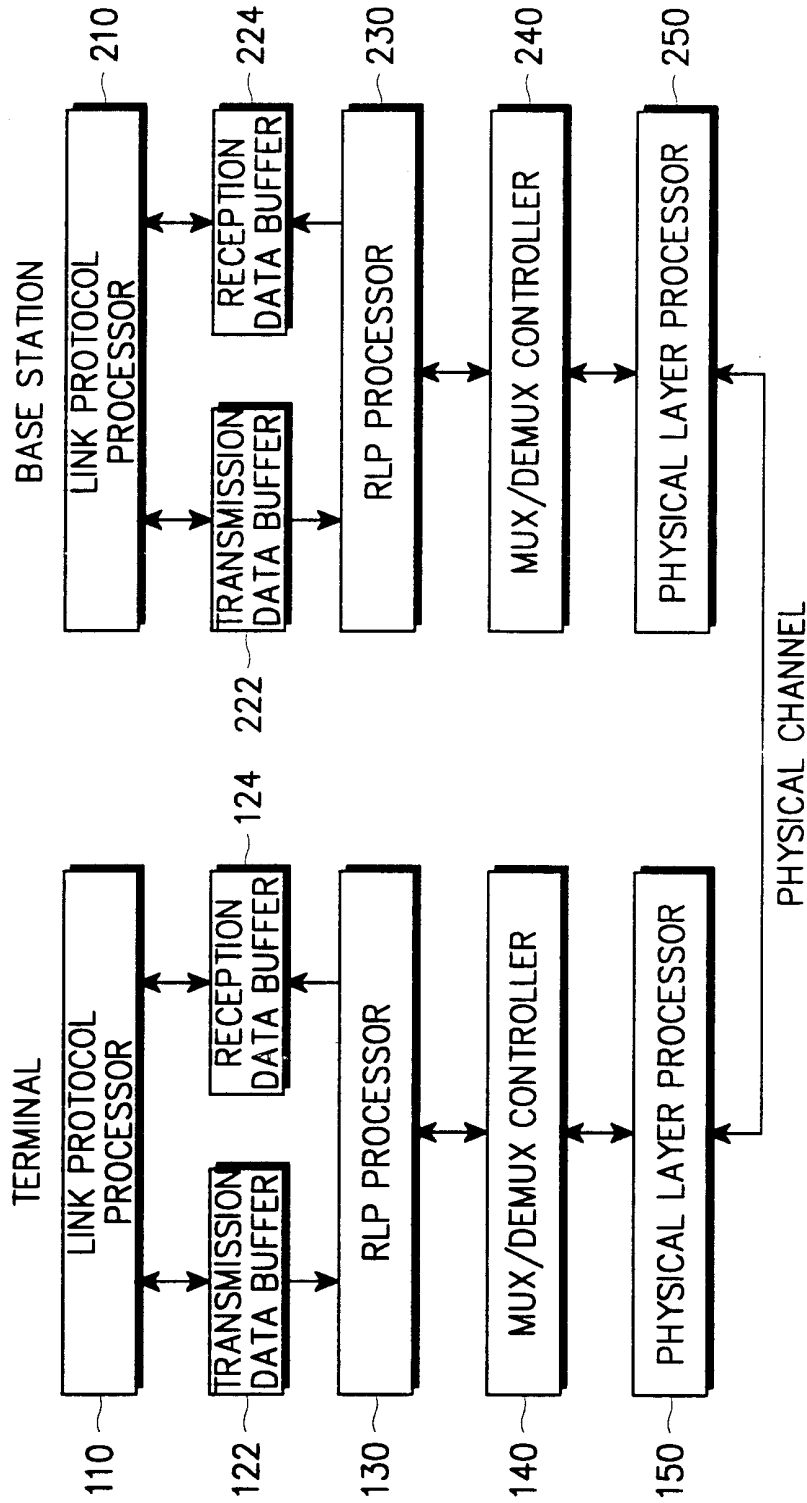 TERMINAL
110
LINK PROTOCOL
PROCESSOR
122
TRANSMISSION
DATA BUFFER
RECEPTION
DATA BUFFER
124
130
RLP PROCESSOR
140
MUX/DEMUX CONTROLLER
150
PHYSICAL LAYER PROCESSOR
BASE STATION
LINK PROTOCOL
PROCESSOR
210
222
TRANSMISSION
DATA BUFFER
RECEPTION
DATA BUFFER
224
RLP PROCESSOR
230
MUX/DEMUX CONTROLLER
240
PHYSICAL LAYER PROCESSOR
250
PHYSICAL CHANNEL